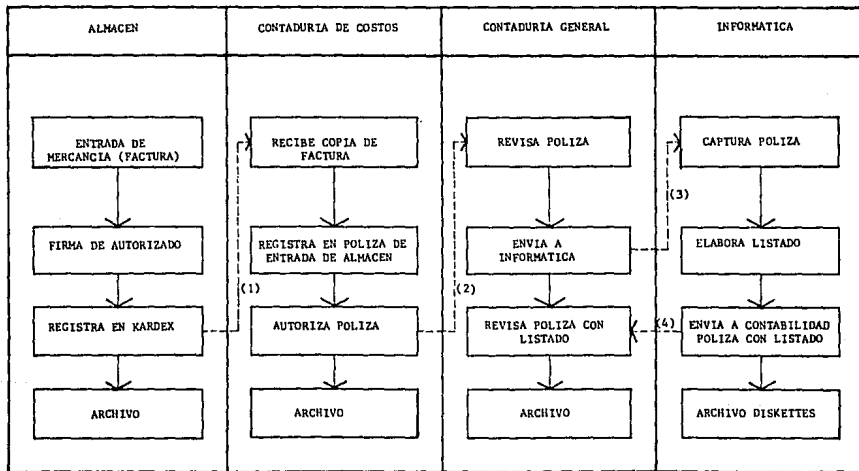 ALMACEN
CONTADURIA DE COSTOS
CONTADURIA GENERAL
INFORMATICA
ENTRADA DE
MERCANCIA (FACTURA)
RECIBE COPIA DE
FACTURA
REVISA POLIZA
CAPTURA POLIZA
(3)
FIRMA DE AUTORIZADO
REGISTRA EN POLIZA DE
ENTRADA DE ALMACEN
ENVIA A
INFORMATICA
ELABORA LISTADO
(1)
(2)
REGISTRA EN KARDEX
AUTORIZA POLIZA
REVISA POLIZA CON
LISTADO
(4)
ENVIA A CONTABILIDAD
POLIZA CON LISTADO
ARCHIVO
ARCHIVO
ARCHIVO
ARCHIVO DISKETTES